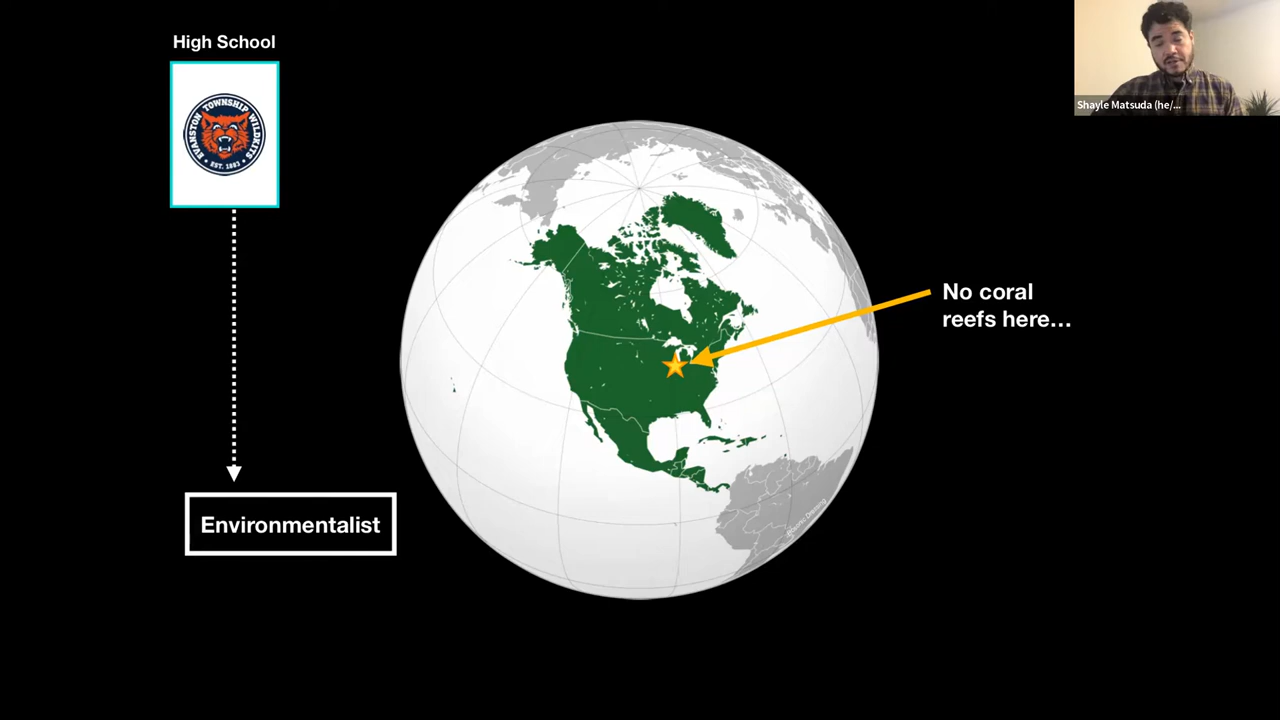 High School
EVANSTON TOWNSHIP WILDKITS
EST. 1883
Environmentalist
No coral
reefs here...
Shayle Matsuda (he/...